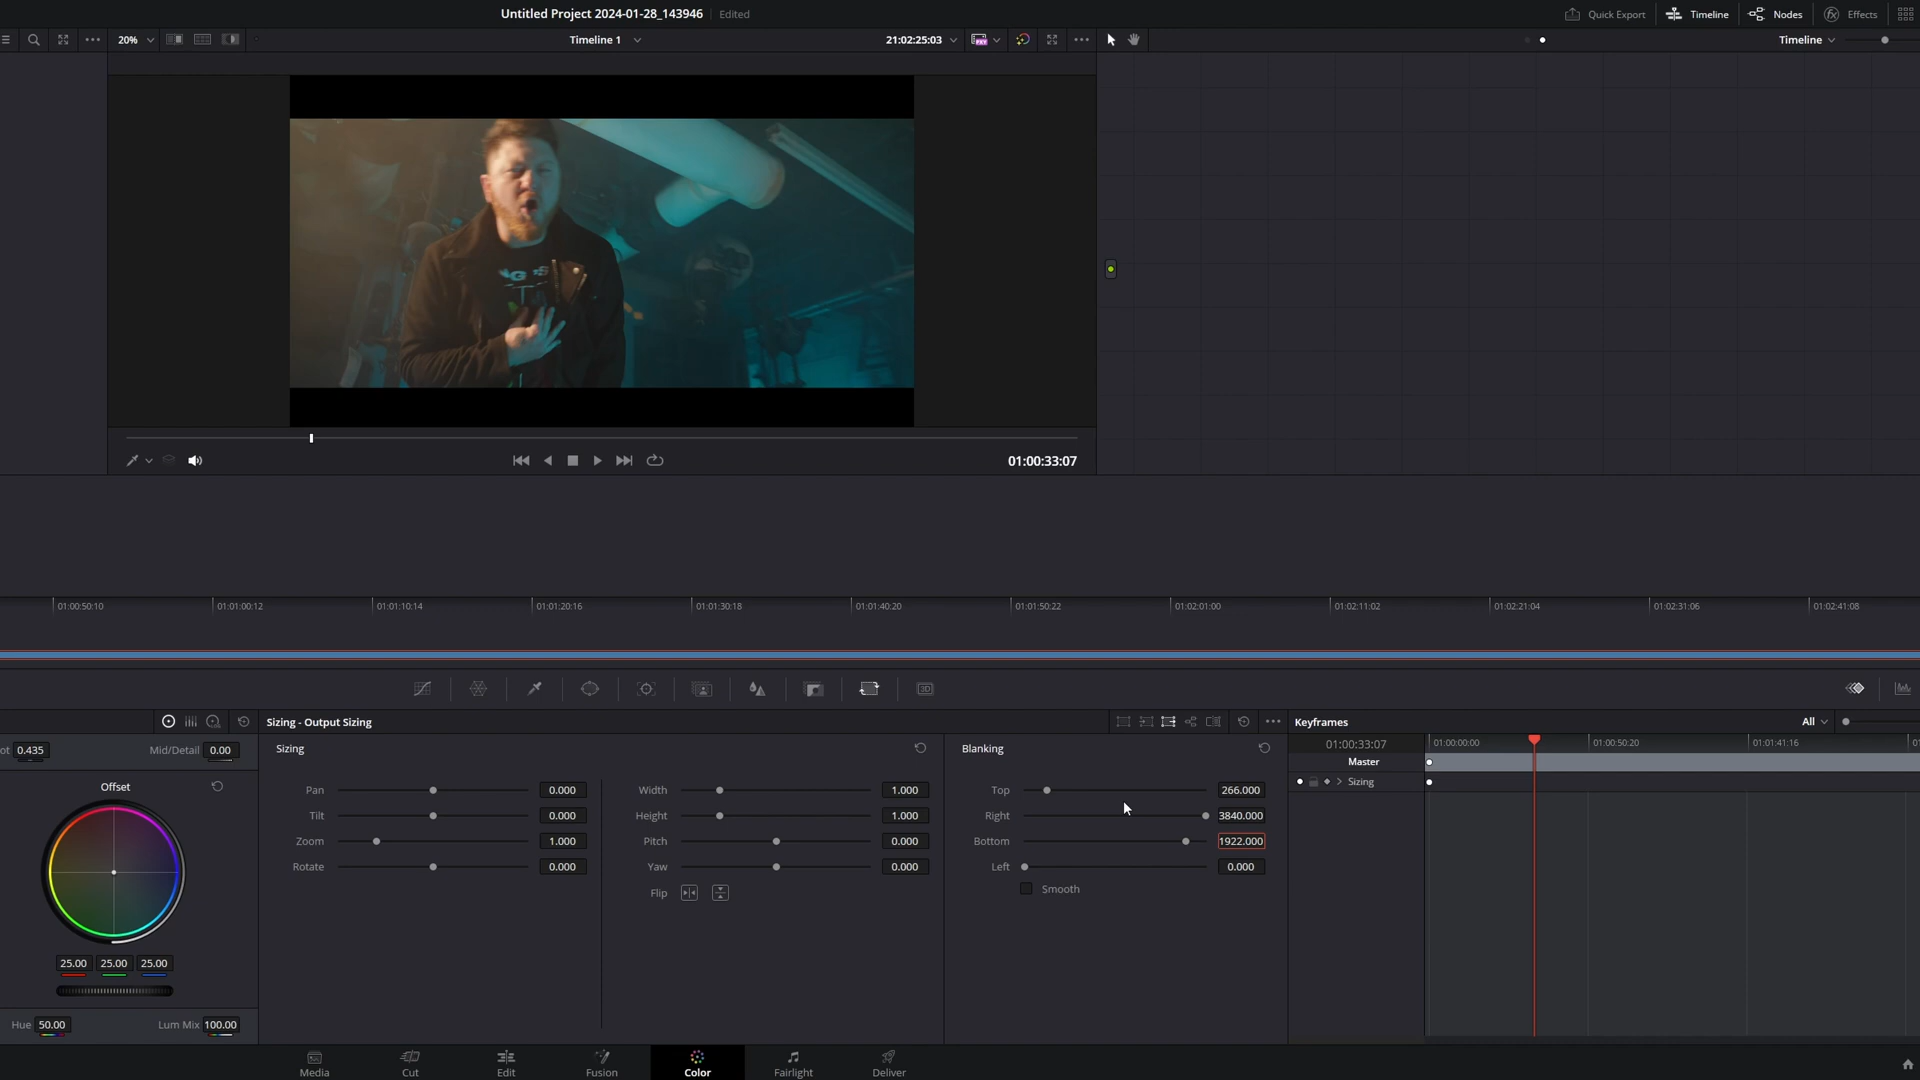 Untitled Project 2024-01-28_143946 Edited
Quick Export Timeline Nodes Effects
20% Timeline 1 21:02:25:03 Timeline
01:00:33:07
01:00:50:10 01:01:00:12 01:01:10:14 01:01:20:16 01:01:30:18 01:01:40:20 01:01:50:22 01:02:01:00 01:02:11:02 01:02:21:04 01:02:31:06 01:02:41:08
3D
Sizing - Output Sizing Keyframes All
ot 0.435 Mid/Detail 0.00 Sizing Blanking 01:00:33:07 01:00:00:00 01:00:50:20 01:01:41:16
Master
Offset Pan 0.000 Width 1.000 Top 266.000 Sizing
Tilt 0.000 Height 1.000 Right 3840.000
Zoom 1.000 Pitch 0.000 Bottom 1922.000
Rotate 0.000 Yaw 0.000 Left 0.000
Flip Smooth
25.00 25.00 25.00
Hue 50.00 Lum Mix 100.00
Media Cut Edit Fusion Color Fairlight Deliver